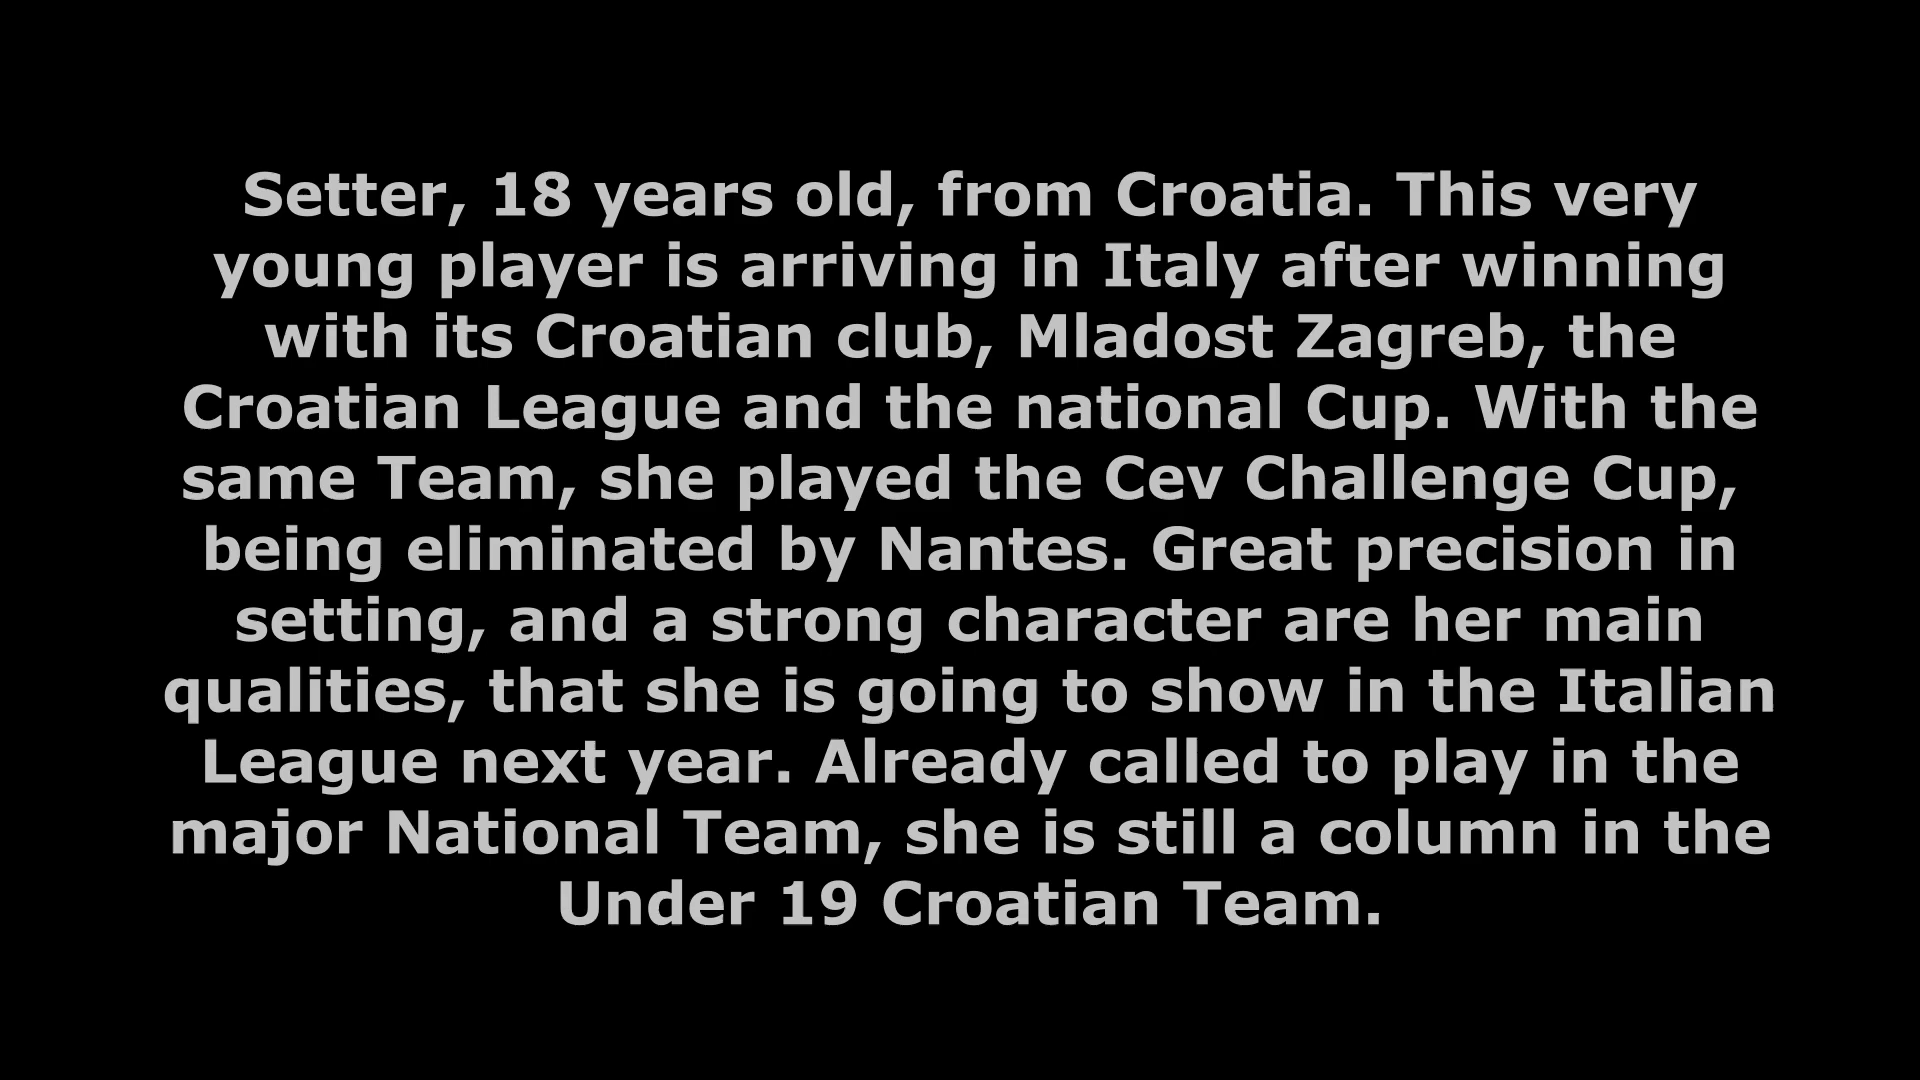 Setter, 18 years old, from Croatia. This very
young player is arriving in Italy after winning
with its Croatian club, Mladost Zagreb, the
Croatian League and the national Cup. With the
same Team, she played the Cev Challenge Cup,
being eliminated by Nantes. Great precision in
setting, and a strong character are her main
qualities, that she is going to show in the Italian
League next year. Already called to play in the
major National Team, she is still a column in the
Under 19 Croatian Team.